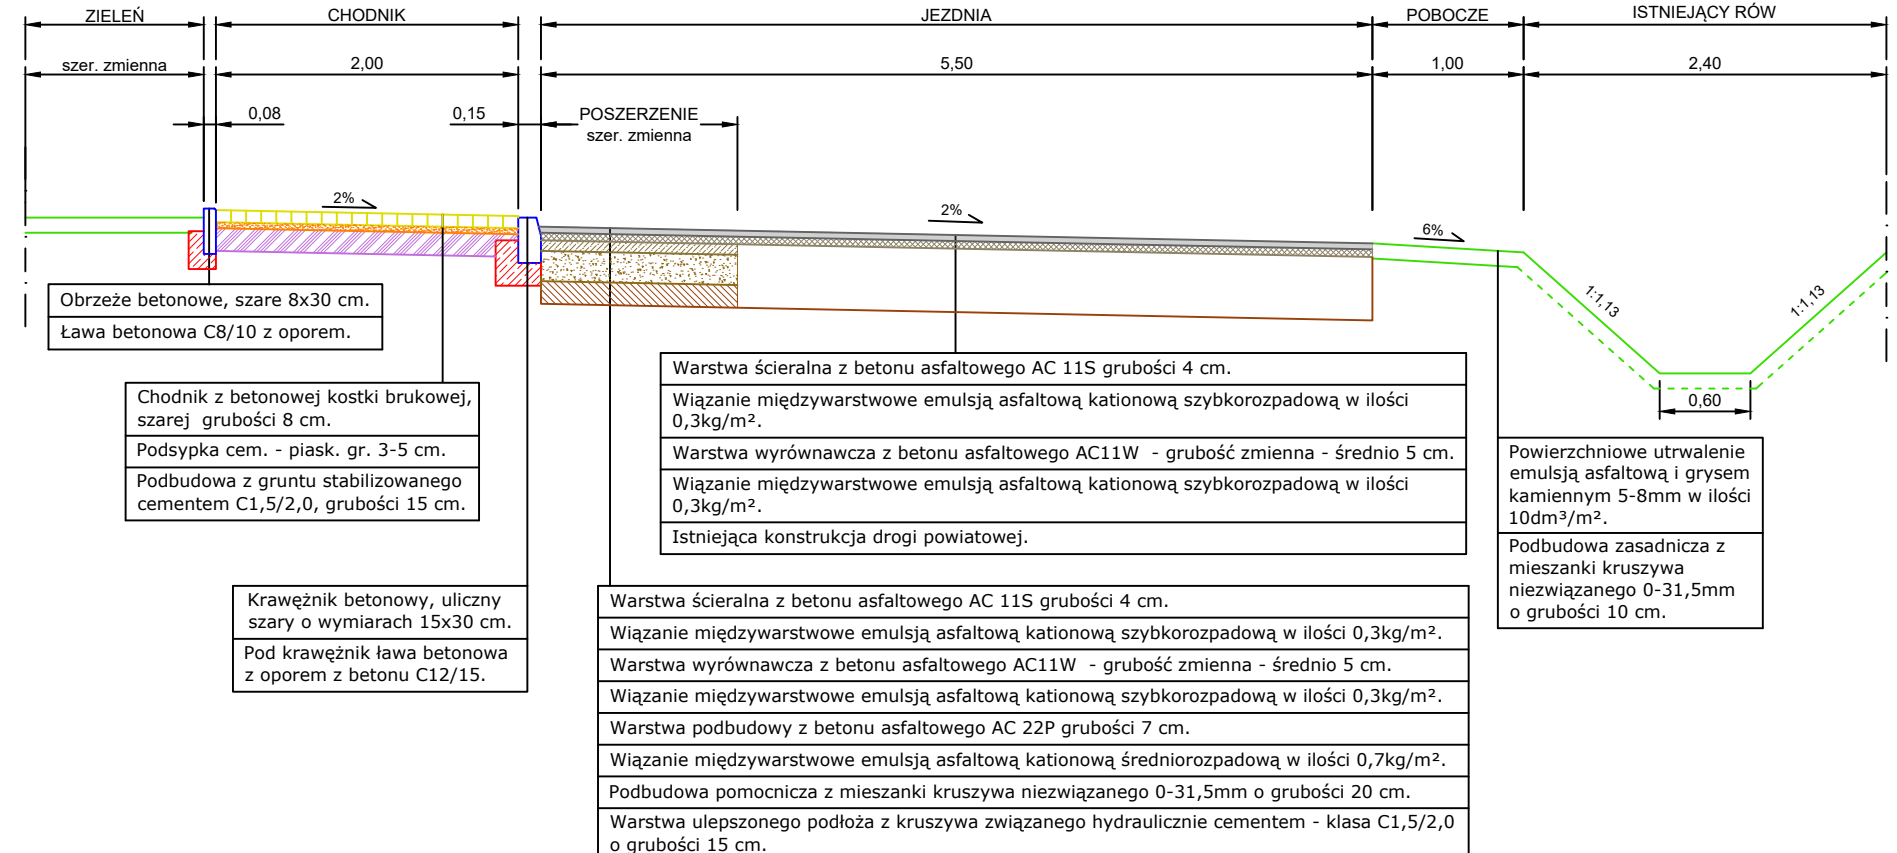 ZIELEŃ
CHODNIK
JEZDNIA
POBOCZE
ISTNIEJĄCY RÓW
szer. zmienna
2,00
5,50
1,00
2,40
0,08
0,15
POSZERZENIE
szer. zmienna
2%
2%
6%
1:1,13
1:1,13
0,60
Obrzeże betonowe, szare 8x30 cm.
Ława betonowa C8/10 z oporem.
Chodnik z betonowej kostki brukowej,
szarej grubości 8 cm.
Podsypka cem. - piask. gr. 3-5 cm.
Podbudowa z gruntu stabilizowanego
cementem C1,5/2,0, grubości 15 cm.
Krawężnik betonowy, uliczny
szary o wymiarach 15x30 cm.
Pod krawężnik ława betonowa
z oporem z betonu C12/15.
Warstwa ścieralna z betonu asfaltowego AC 11S grubości 4 cm.
Wiązanie międzywarstwowe emulsją asfaltową kationową szybkorozpadową w ilości
0,3kg/m².
Warstwa wyrównawcza z betonu asfaltowego AC11W - grubość zmienna - średnio 5 cm.
Wiązanie międzywarstwowe emulsją asfaltową kationową szybkorozpadową w ilości
0,3kg/m².
Istniejąca konstrukcja drogi powiatowej.
Warstwa ścieralna z betonu asfaltowego AC 11S grubości 4 cm.
Wiązanie międzywarstwowe emulsją asfaltową kationową szybkorozpadową w ilości 0,3kg/m².
Warstwa wyrównawcza z betonu asfaltowego AC11W - grubość zmienna - średnio 5 cm.
Wiązanie międzywarstwowe emulsją asfaltową kationową szybkorozpadową w ilości 0,3kg/m².
Warstwa podbudowy z betonu asfaltowego AC 22P grubości 7 cm.
Wiązanie międzywarstwowe emulsją asfaltową kationową średniorozpadową w ilości 0,7kg/m².
Podbudowa pomocnicza z mieszanki kruszywa niezwiązanego 0-31,5mm o grubości 20 cm.
Warstwa ulepszonego podłoża z kruszywa związanego hydraulicznie cementem - klasa C1,5/2,0
o grubości 15 cm.
Powierzchniowe utrwalenie
emulsją asfaltową i grysem
kamiennym 5-8mm w ilości
10dm³/m².
Podbudowa zasadnicza z
mieszanki kruszywa
niezwiązanego 0-31,5mm
o grubości 10 cm.